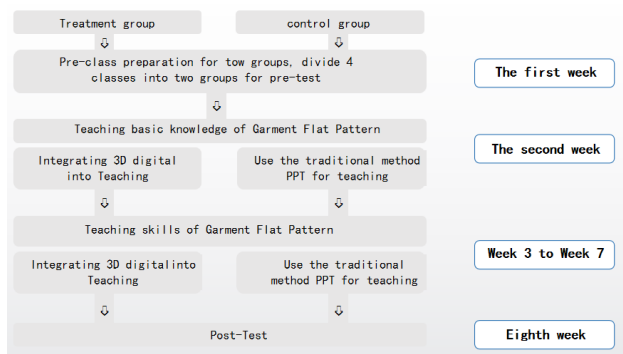 Treatment group
control group
Pre-class preparation for tow groups, divide 4
classes into two groups for pre-test
The first week
Teaching basic knowledge of Garment Flat Pattern
The second week
Integrating 3D digital
into Teaching
Use the traditional method
PPT for teaching
Teaching skills of Garment Flat Pattern
Week 3 to Week 7
Integrating 3D digitalinto
Teaching
Use the traditional
method PPT for teaching
Post-Test
Eighth week